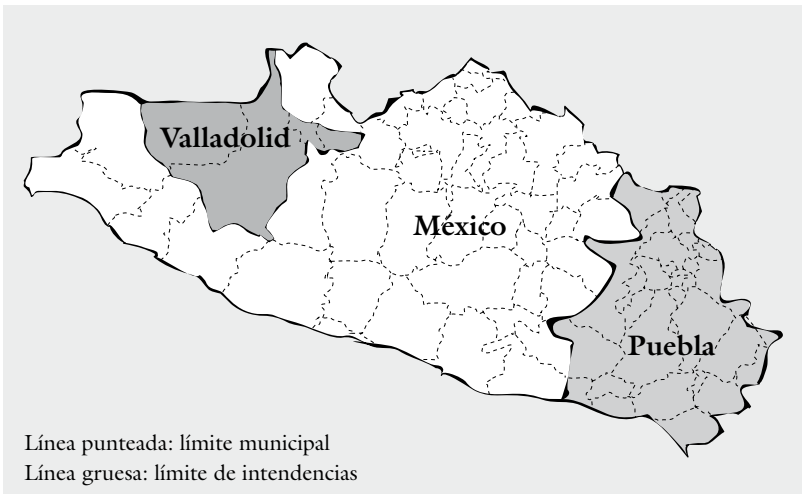 Valladolid
México
Puebla
Línea punteada: límite municipal
Línea gruesa: límite de intendencias